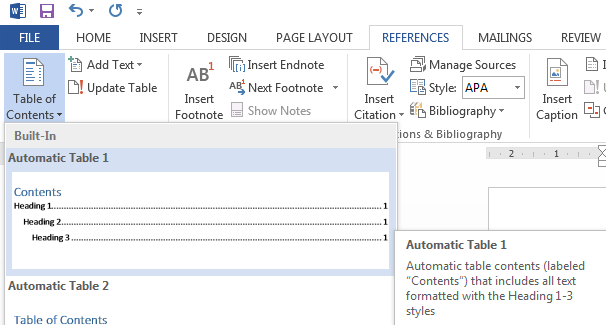 FILE HOME INSERT DESIGN PAGE LAYOUT REFERENCES MAILINGS REVIEW
Table of
Contents
Add Text
Update Table
AB1
Insert
Footnote
Insert Endnote
AB1 Next Footnote
Show Notes
Insert
Citation
Manage Sources
Style: APA
Bibliography
Insert
Caption
ns & Bibliography
Built-In
Automatic Table 1
Contents
Heading 1 1
Heading 2 1
Heading 3 1
Automatic Table 2
Table of Contents
2 1
Automatic Table 1
Automatic table contents (labeled
“Contents”) that includes all text
formatted with the Heading 1-3
styles